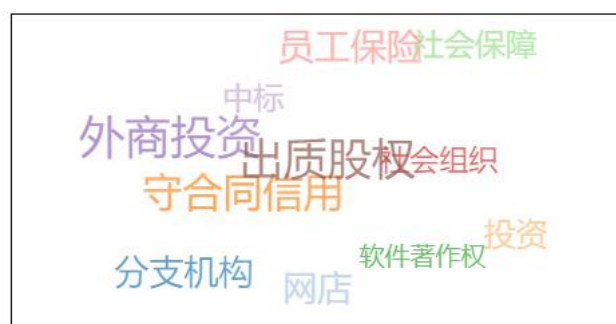 员工保险
社会保障
中标
外商投资
出质股权
社会组织
守合同信用
投资
软件著作权
分支机构
网店